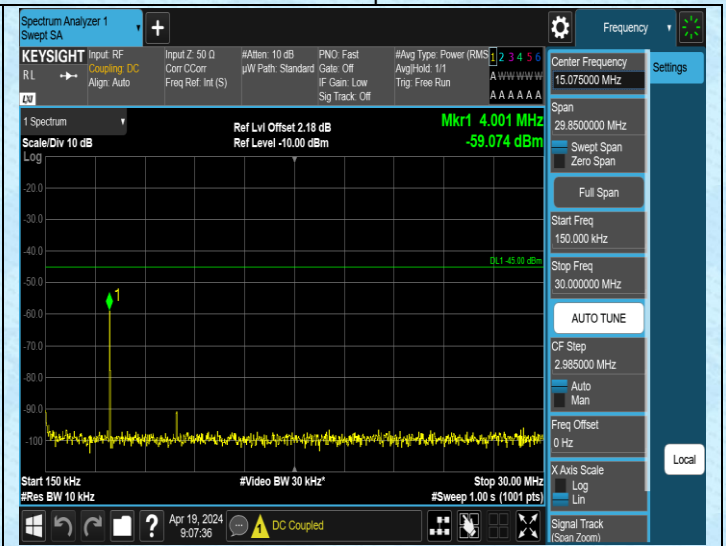 Spectrum Analyzer 1
Swept SA
+
Frequency
KEYSIGHT
RL
LXI
Input: RF
Coupling: DC
Align: Auto
Input Z: 50 Ω
Corr CCorr
Freq Ref: Int (S)
#Atten: 10 dB
µW Path: Standard
PNO: Fast
Gate: Off
IF Gain: Low
Sig Track: Off
#Avg Type: Power (RMS
Avg|Hold: 1/1
Trig: Free Run
1 2 3 4 5 6
A W W W W W
A A A A A A
Center Frequency
15.075000 MHz
Settings
Span
29.8500000 MHz
Swept Span
Zero Span
Full Span
Start Freq
150.000 kHz
Stop Freq
30.000000 MHz
AUTO TUNE
CF Step
2.985000 MHz
Auto
Man
Freq Offset
0 Hz
X Axis Scale
Log
Lin
Local
Signal Track
(Span Zoom)
1 Spectrum
Scale/Div 10 dB
Log
Ref Lvl Offset 2.18 dB
Ref Level -10.00 dBm
Mkr1 4.001 MHz
-59.074 dBm
-20.0
-30.0
-40.0
DL1 -45.00 dBm
-50.0
1
-60.0
-70.0
-80.0
-90.0
-100
Start 150 kHz
#Res BW 10 kHz
#Video BW 30 kHz*
Stop 30.00 MHz
#Sweep 1.00 s (1001 pts)
?
Apr 19, 2024
9:07:36
DC Coupled